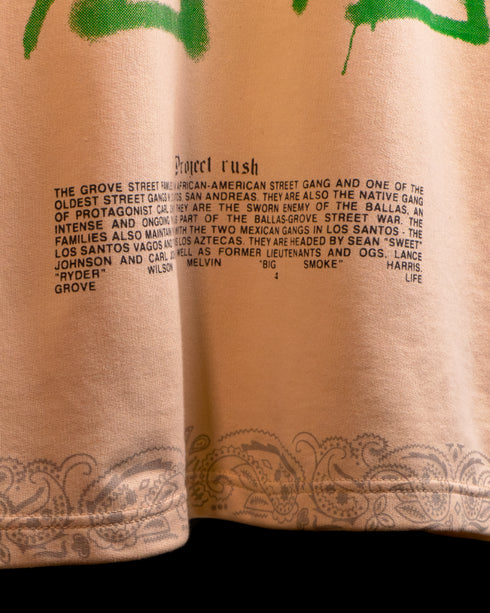 Project rush
THE GROVE STREET FAMILIES AFRICAN-AMERICAN STREET GANG AND ONE OF THE
OLDEST STREET GANGS SAN ANDREAS. THEY ARE ALSO THE NATIVE GANG
OF PROTAGONIST CARL THEY ARE THE SWORN ENEMY OF THE BALLAS, AN
INTENSE AND ONGOING PART OF THE BALLAS-GROVE STREET WAR. THE
FAMILIES ALSO MAINTAIN WITH THE TWO MEXICAN GANGS IN LOS SANTOS - THE
LOS SANTOS VAGOS AND LOS AZTECAS. THEY ARE HEADED BY SEAN "SWEET"
JOHNSON AND CARL WELL AS FORMER LIEUTENANTS AND OGS. LANCE
"RYDER" WILSON MELVIN "BIG SMOKE" HARRIS.
GROVE 4 LIFE